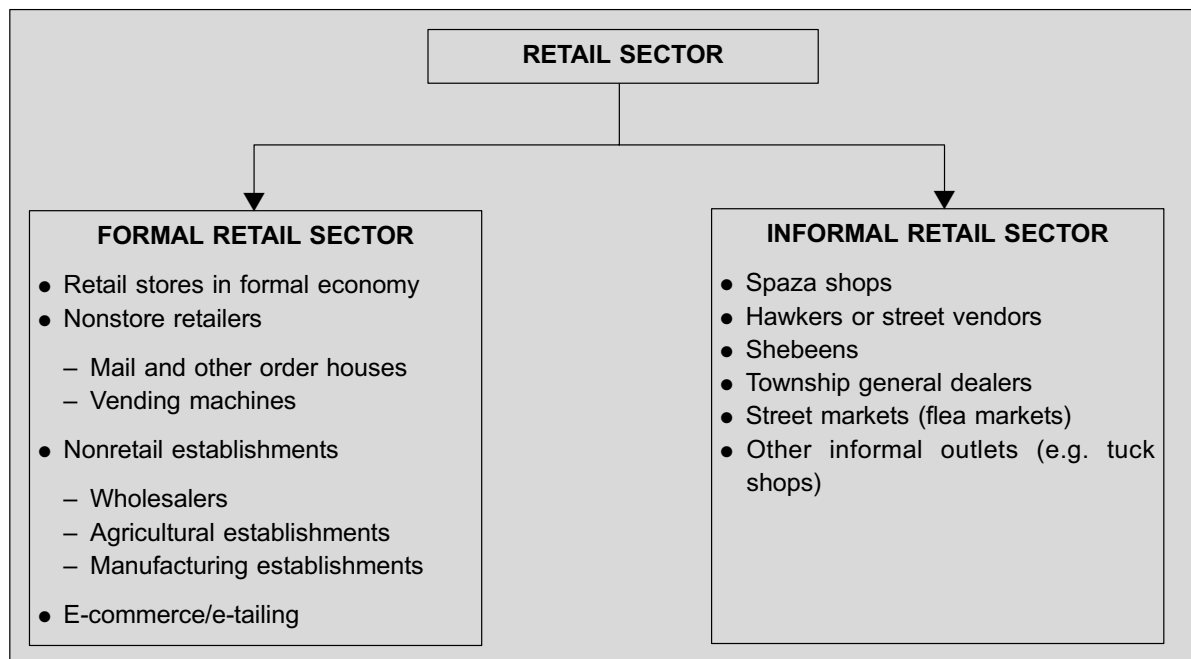 RETAIL SECTOR
FORMAL RETAIL SECTOR
● Retail stores in formal economy
● Nonstore retailers
– Mail and other order houses
– Vending machines
● Nonretail establishments
– Wholesalers
– Agricultural establishments
– Manufacturing establishments
● E-commerce/e-tailing
INFORMAL RETAIL SECTOR
● Spaza shops
● Hawkers or street vendors
● Shebeens
● Township general dealers
● Street markets (flea markets)
● Other informal outlets (e.g. tuck
shops)